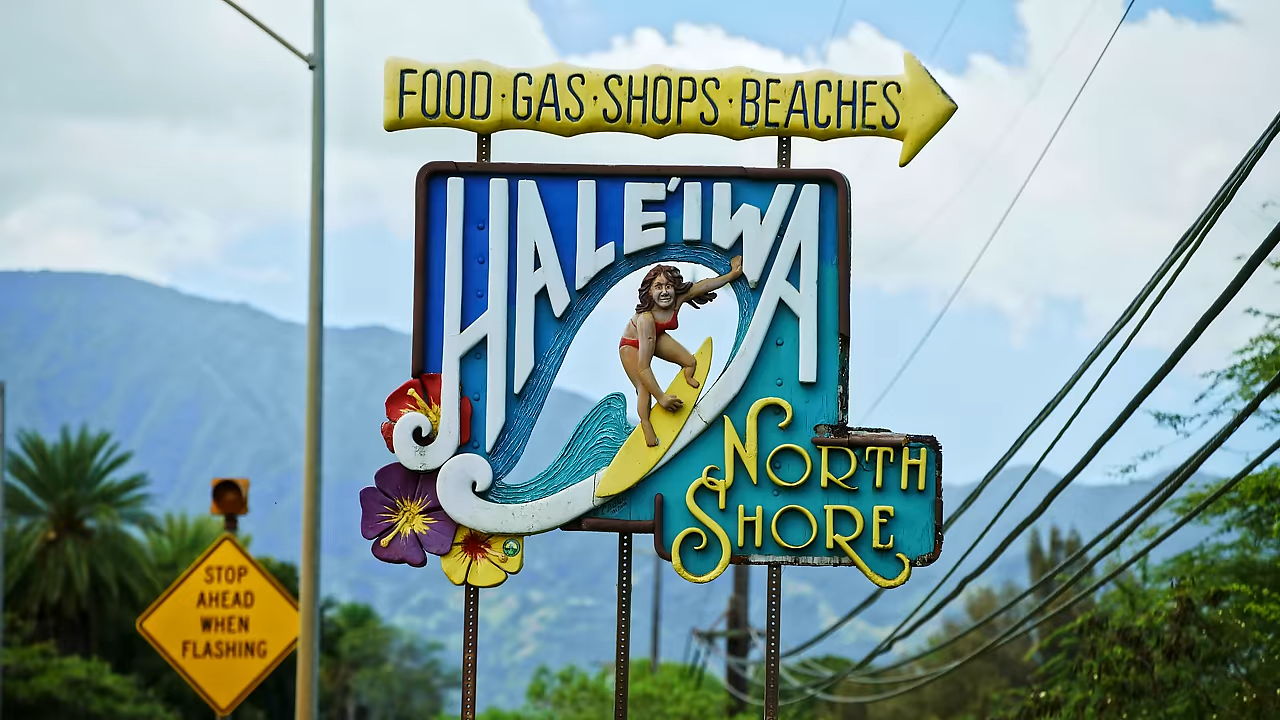 FOOD·GAS·SHOPS·BEACHES
HALE'IWA
NORTH
SHORE
STOP
AHEAD
WHEN
FLASHING